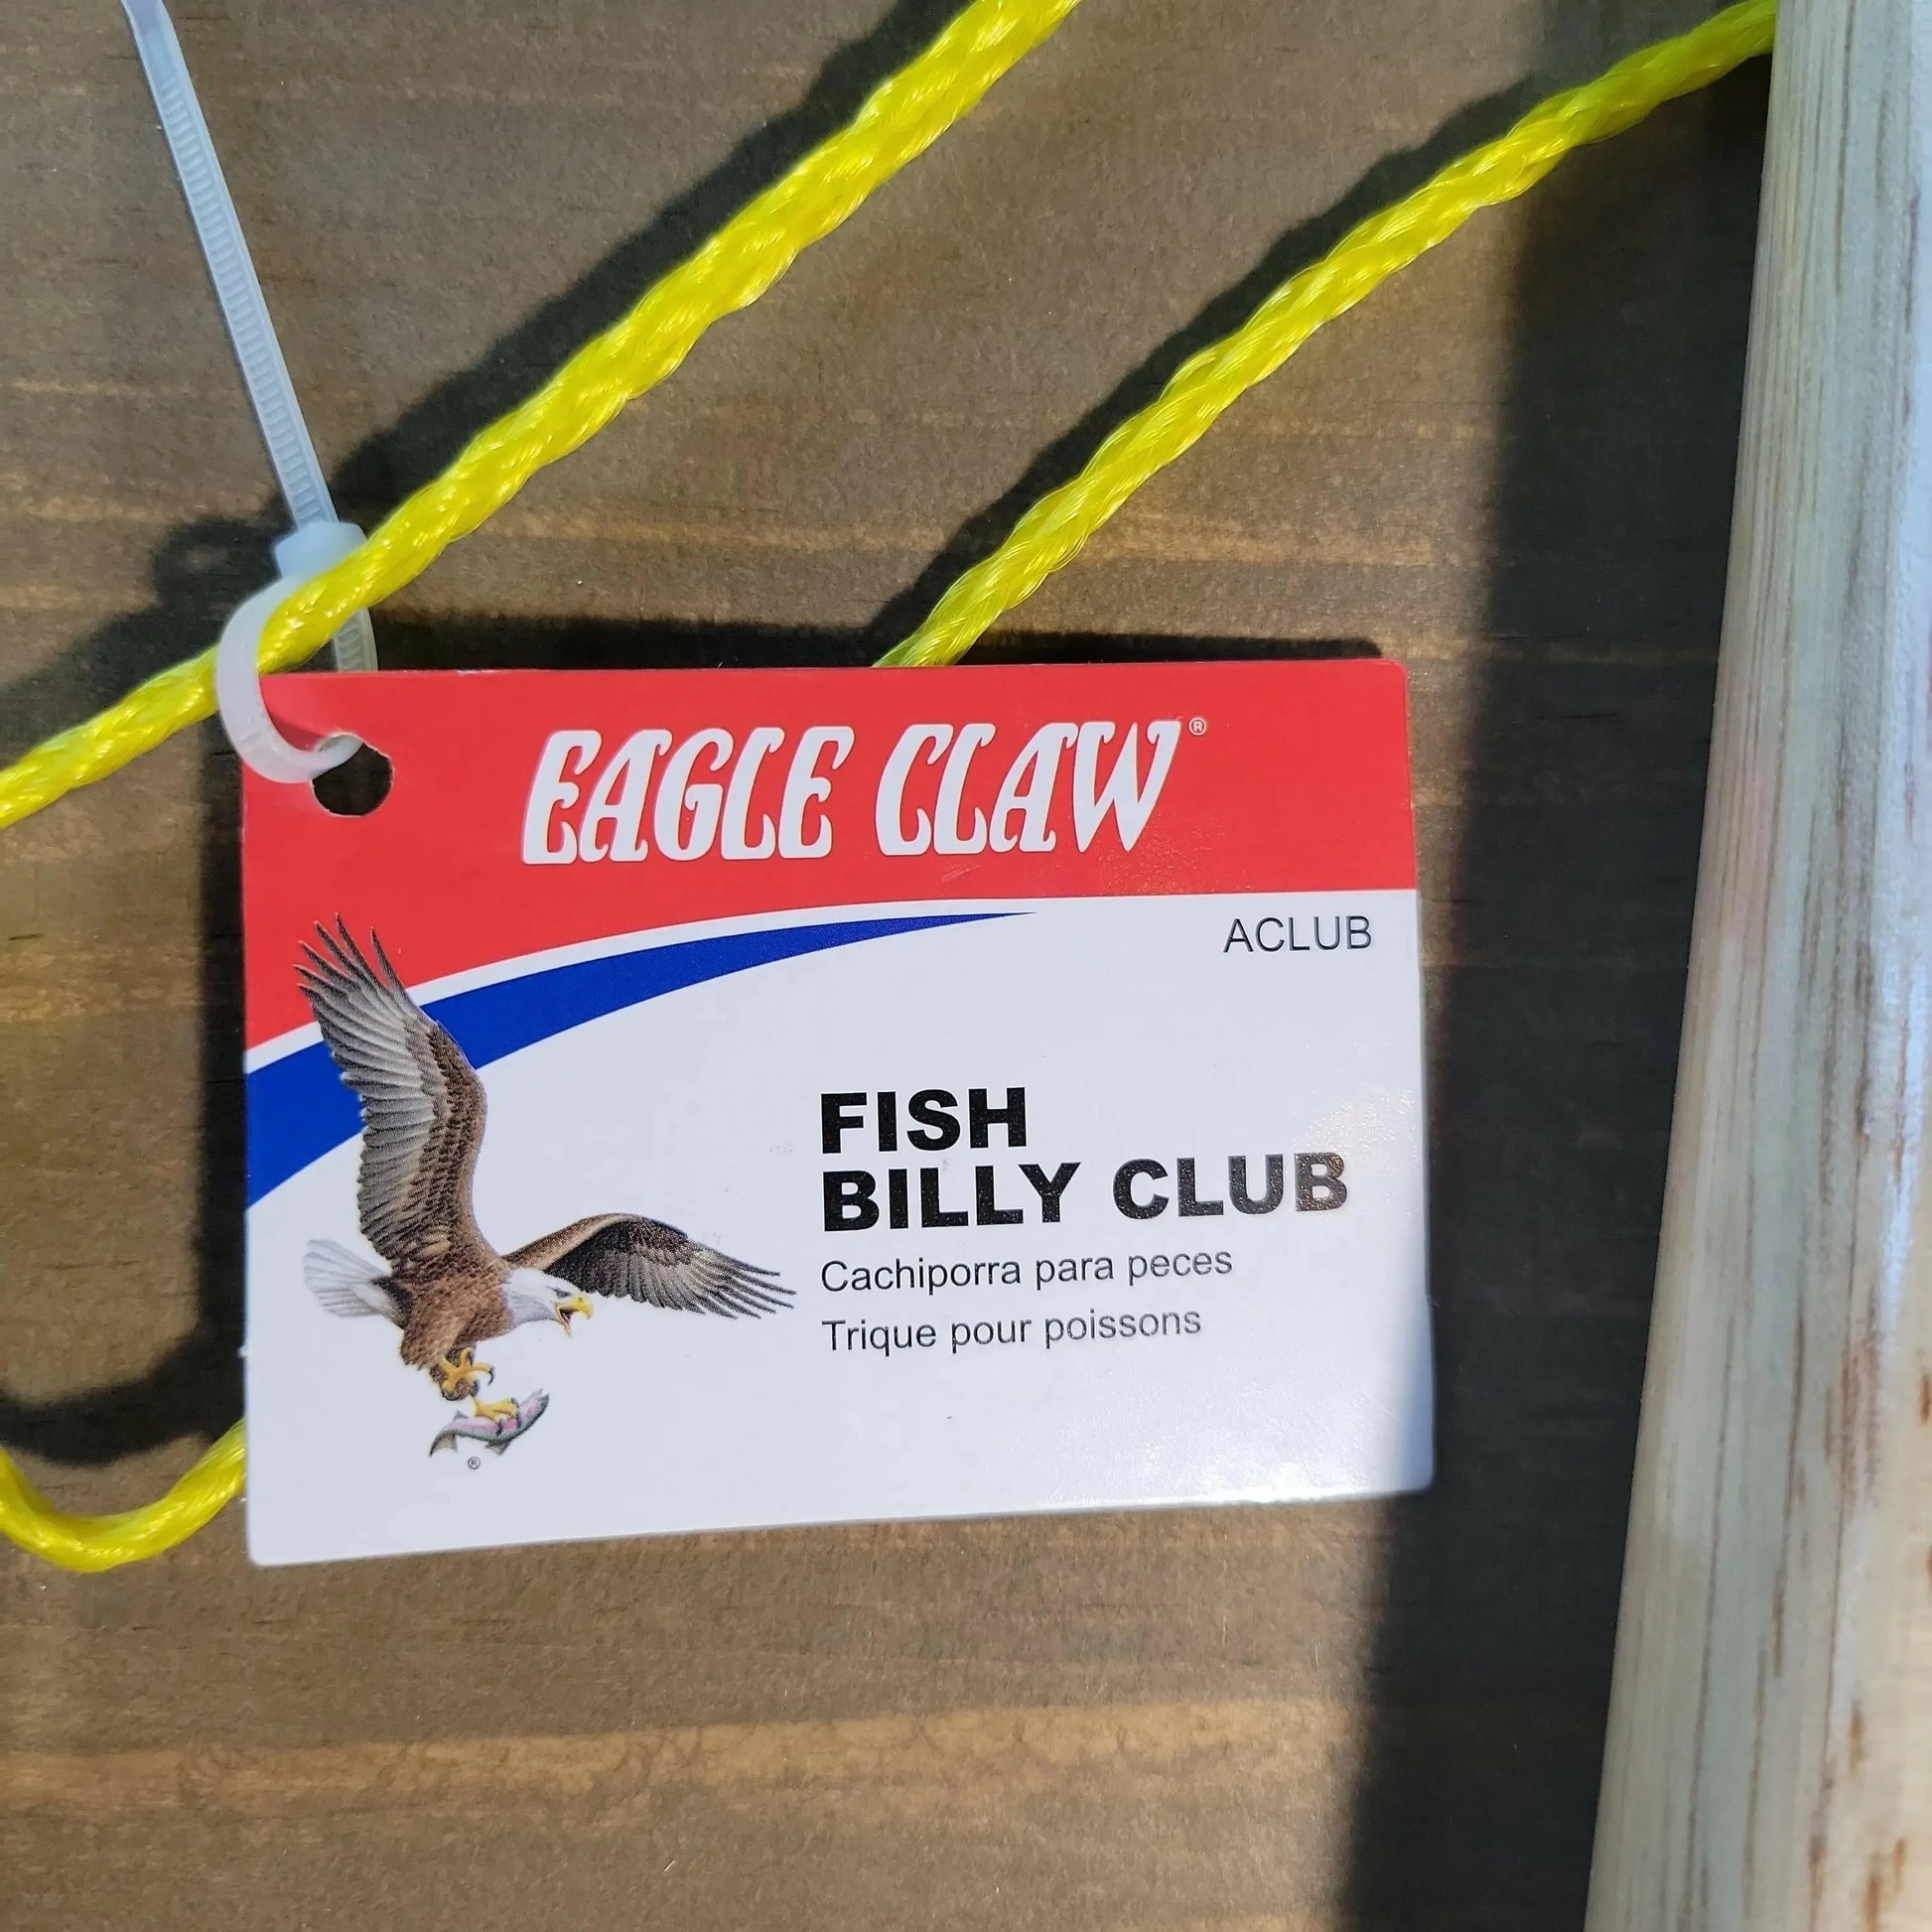 EAGLE CLAW®
ACLUB
FISH
BILLY CLUB
Cachiporra para peces
Trique pour poissons
®